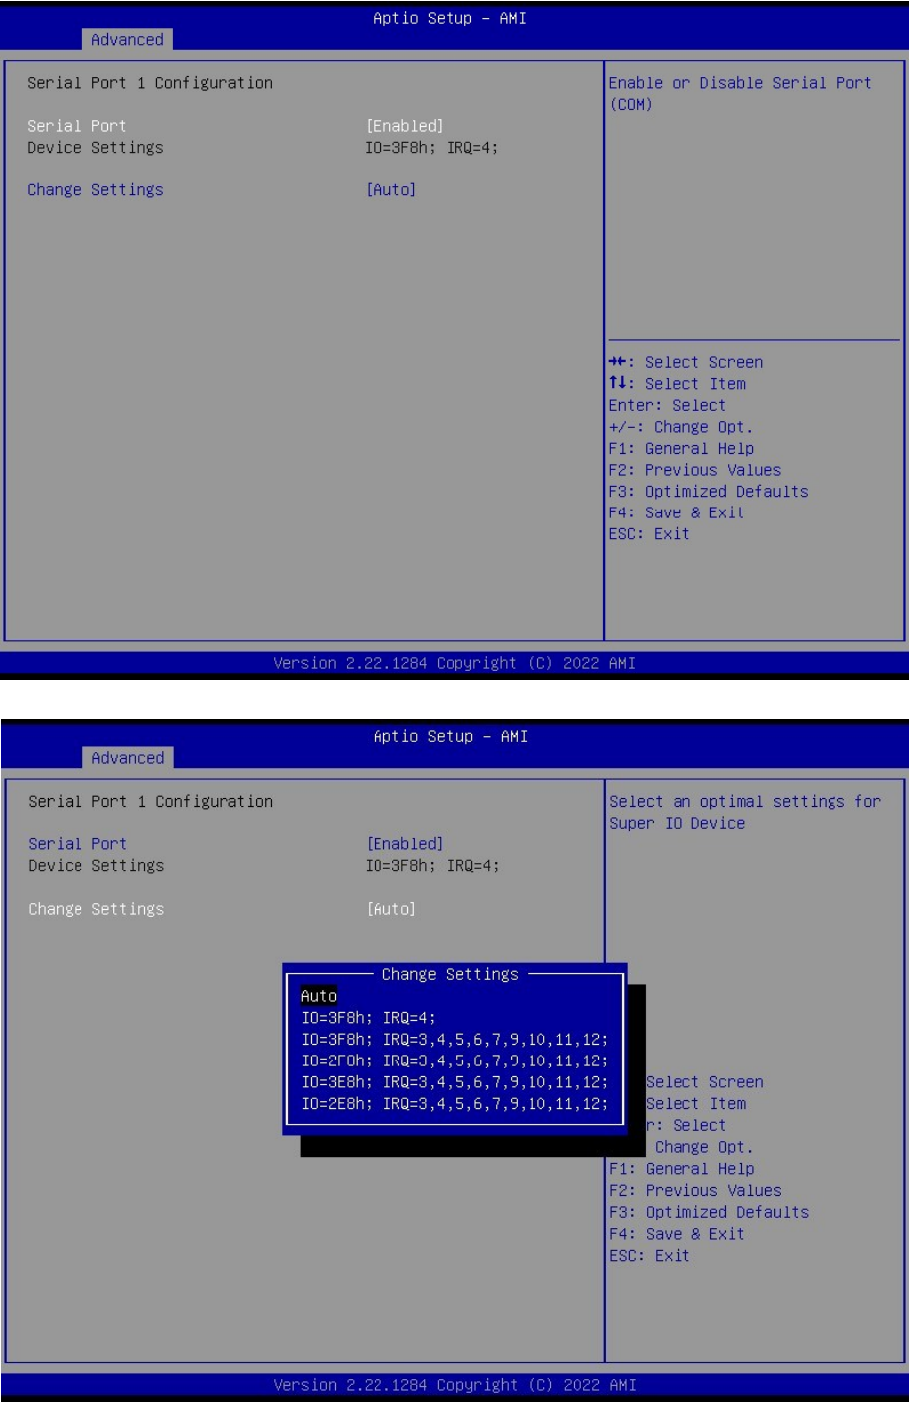 Aptio Setup – AMI
Advanced
Serial Port 1 Configuration
Serial Port [Enabled]
Device Settings IO=3F8h; IRQ=4;
Change Settings [Auto]
Enable or Disable Serial Port
(COM)
→←: Select Screen
↑↓: Select Item
Enter: Select
+/-: Change Opt.
F1: General Help
F2: Previous Values
F3: Optimized Defaults
F4: Save & Exit
ESC: Exit
Version 2.22.1284 Copyright (C) 2022 AMI
Aptio Setup – AMI
Advanced
Serial Port 1 Configuration
Serial Port [Enabled]
Device Settings IO=3F8h; IRQ=4;
Change Settings [Auto]
Select an optimal settings for
Super IO Device
Change Settings
Auto
IO=3F8h; IRQ=4;
IO=3F8h; IRQ=3,4,5,6,7,9,10,11,12;
IO=2F8h; IRQ=3,4,5,6,7,9,10,11,12;
IO=3E8h; IRQ=3,4,5,6,7,9,10,11,12;
IO=2E8h; IRQ=3,4,5,6,7,9,10,11,12;
Select Screen
Select Item
r: Select
Change Opt.
F1: General Help
F2: Previous Values
F3: Optimized Defaults
F4: Save & Exit
ESC: Exit
Version 2.22.1284 Copyright (C) 2022 AMI